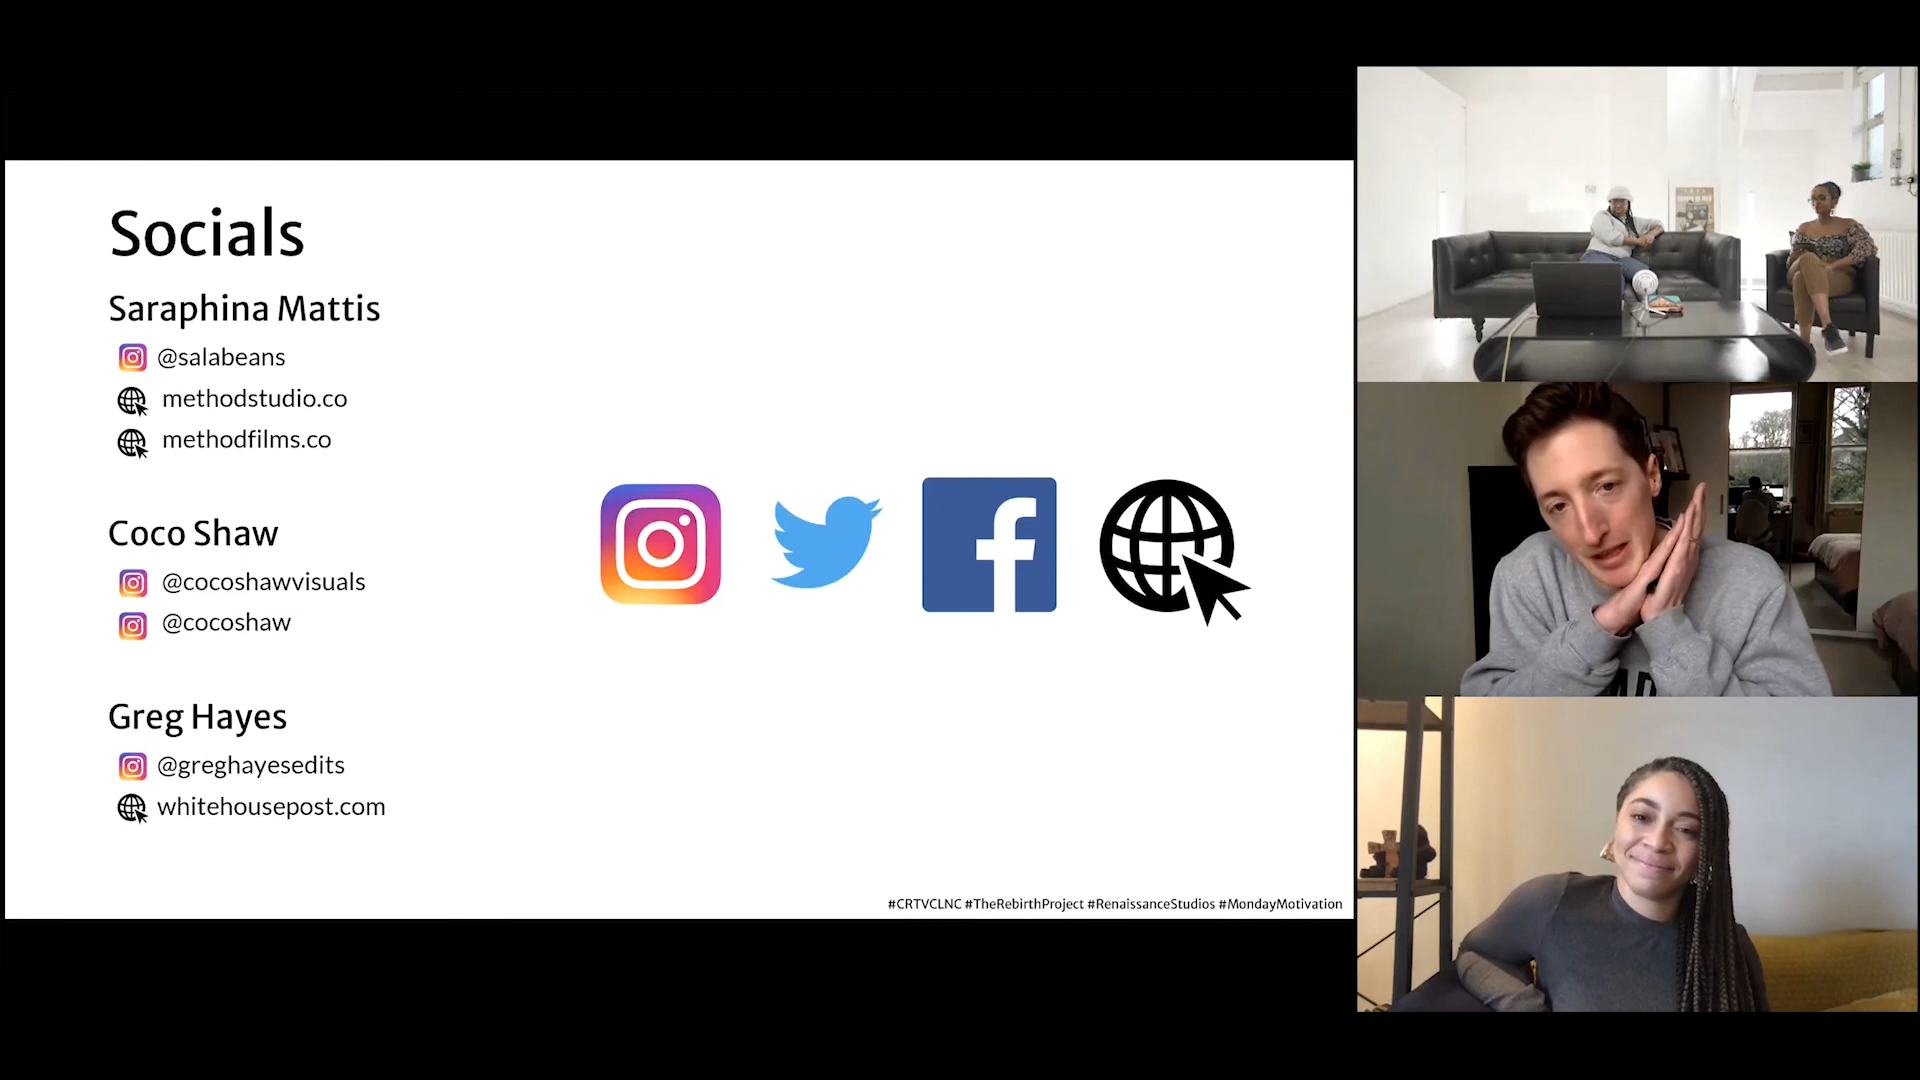 Socials
Saraphina Mattis
@salabeans
methodstudio.co
methodfilms.co
Coco Shaw
@cocoshawvisuals
@cocoshaw
Greg Hayes
@greghayesedits
whitehousepost.com
#CRTVCLNC #TheRebirthProject #RenaissanceStudios #MondayMotivation